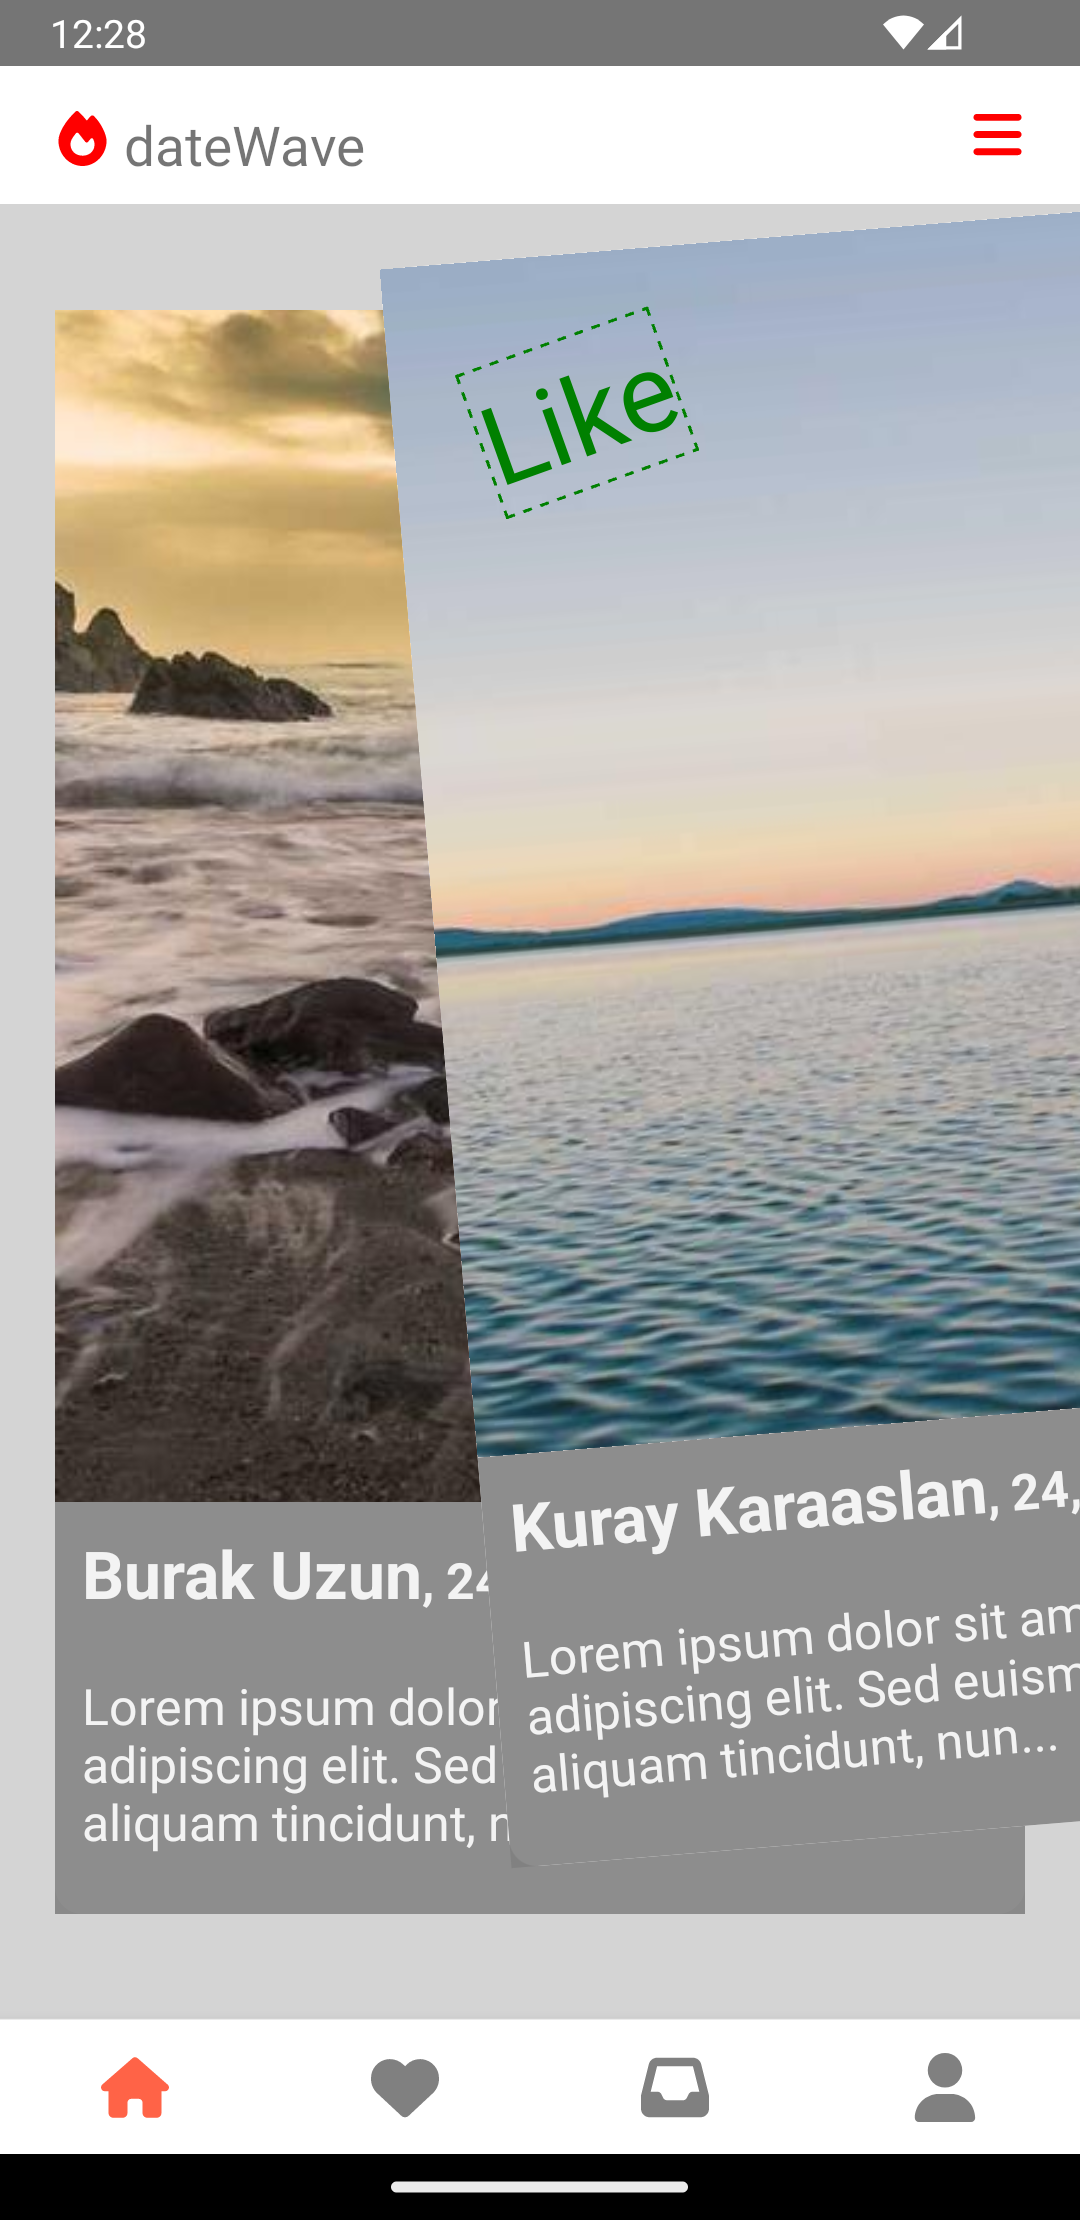 12:28
dateWave
Like
Kuray Karaaslan, 24,
Lorem ipsum dolor sit am
adipiscing elit. Sed euism
aliquam tincidunt, nun...
Burak Uzun, 24
Lorem ipsum dolor
adipiscing elit. Sed
aliquam tincidunt, n